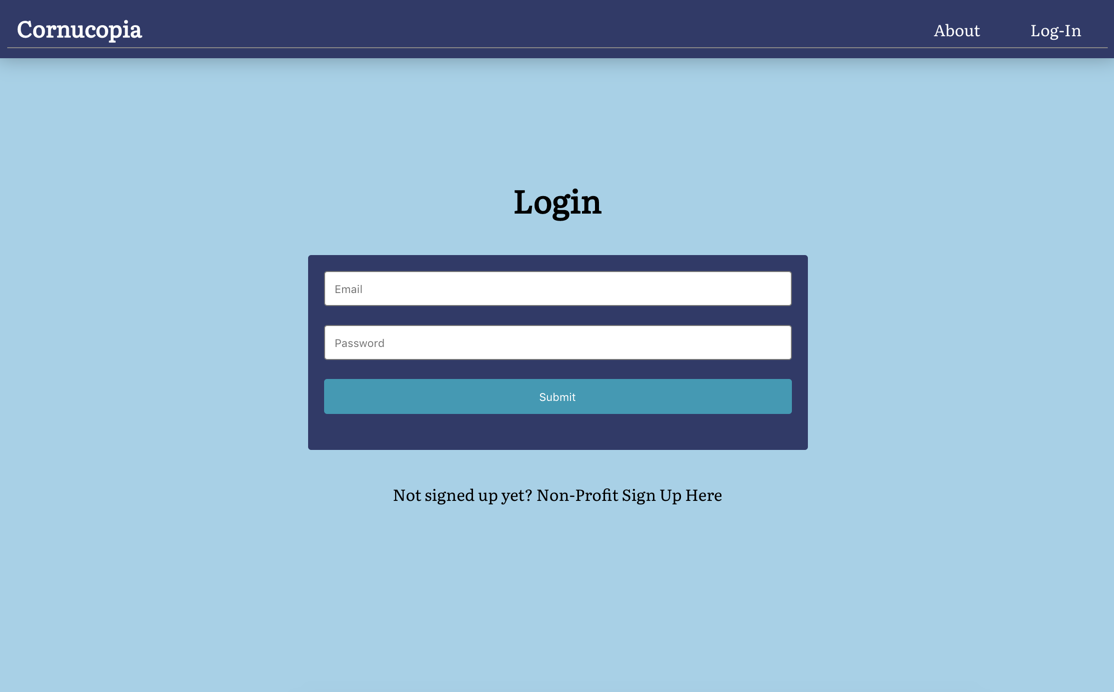 Cornucopia
About
Log-In
Login
Email
Password
Submit
Not signed up yet? Non-Profit Sign Up Here